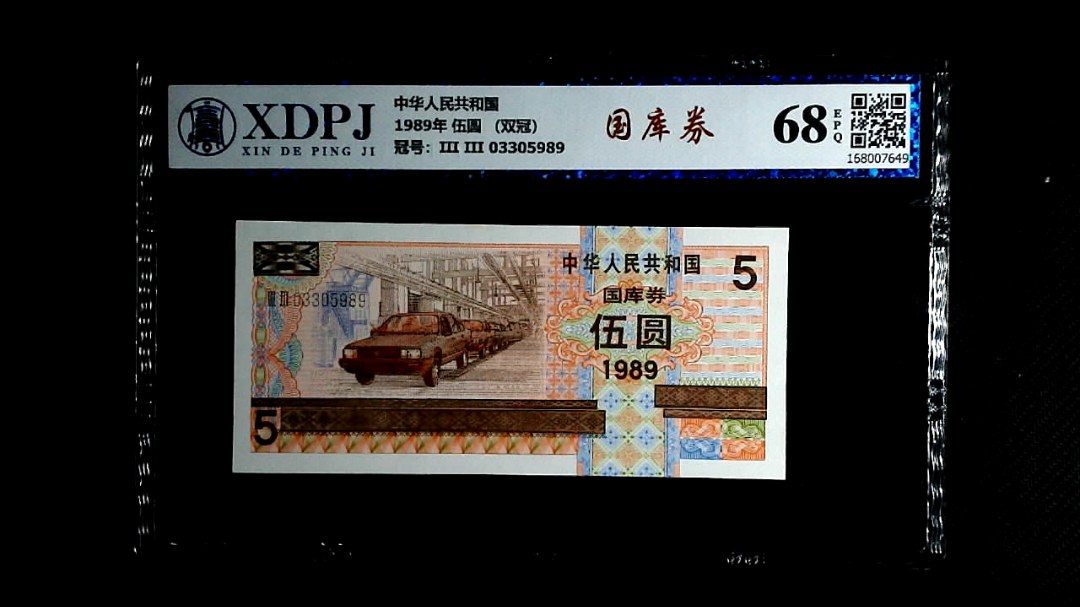 XDPJ
XIN DE PING JI
中华人民共和国
1989年 伍圆 (双冠)
冠号: III III 03305989
国库券
68
EPQ
168007649
中华人民共和国
5
国库券
伍圆
1989
III III 03305989
5